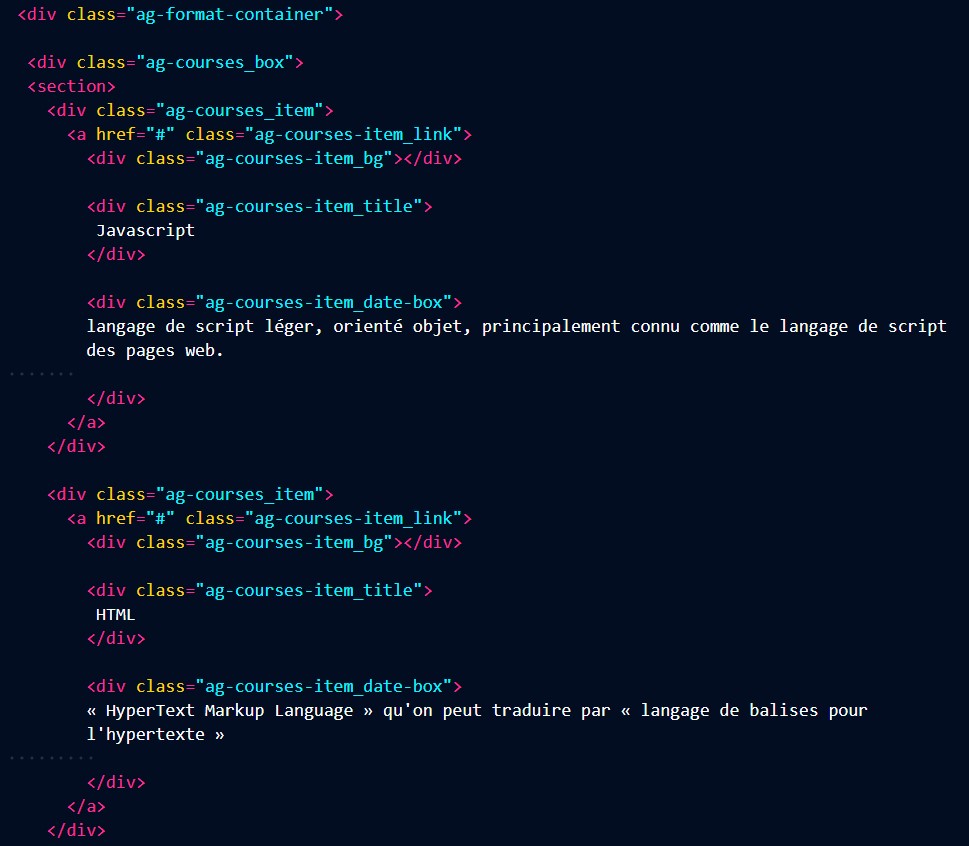 <div class="ag-format-container">
<div class="ag-courses_box">
<section>
<div class="ag-courses_item">
<a href="#" class="ag-courses-item_link">
<div class="ag-courses-item_bg"></div>
<div class="ag-courses-item_title">
Javascript
</div>
<div class="ag-courses-item_date-box">
langage de script léger, orienté objet, principalement connu comme le langage de script
des pages web.
</div>
</a>
</div>
<div class="ag-courses_item">
<a href="#" class="ag-courses-item_link">
<div class="ag-courses-item_bg"></div>
<div class="ag-courses-item_title">
HTML
</div>
<div class="ag-courses-item_date-box">
« HyperText Markup Language » qu'on peut traduire par « langage de balises pour
l'hypertexte »
</div>
</a>
</div>